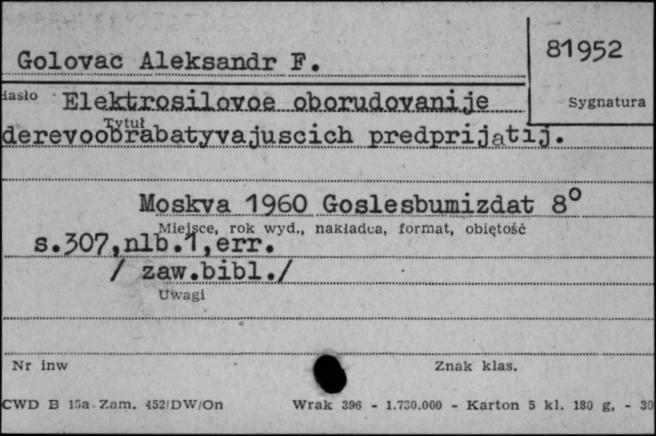 Golovac Aleksandr F.
81952
Hasło Elektrosilovoe oborudovanije
Sygnatura
Tytuł
derevoobrabatyvajuscich predprijatij.
Moskva 1960 Goslesbumizdat 8°
Miejsce, rok wyd., nakładca, format, objętość
s.307,nlb.1,err.
/ zaw.bibl./
Uwagi
Nr inw
Znak klas.
CWD B 15a Zam. 452/DW/On
Wrak 396 - 1.730.000 - Karton 5 kl. 180 g. - 30